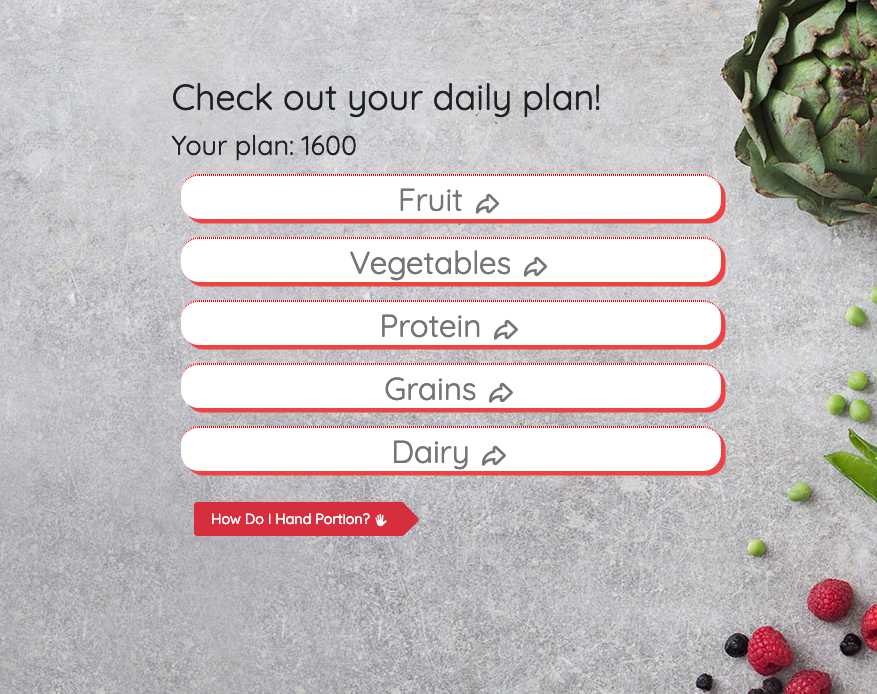 Check out your daily plan!
Your plan: 1600
Fruit
Vegetables
Protein
Grains
Dairy
How Do I Hand Portion?